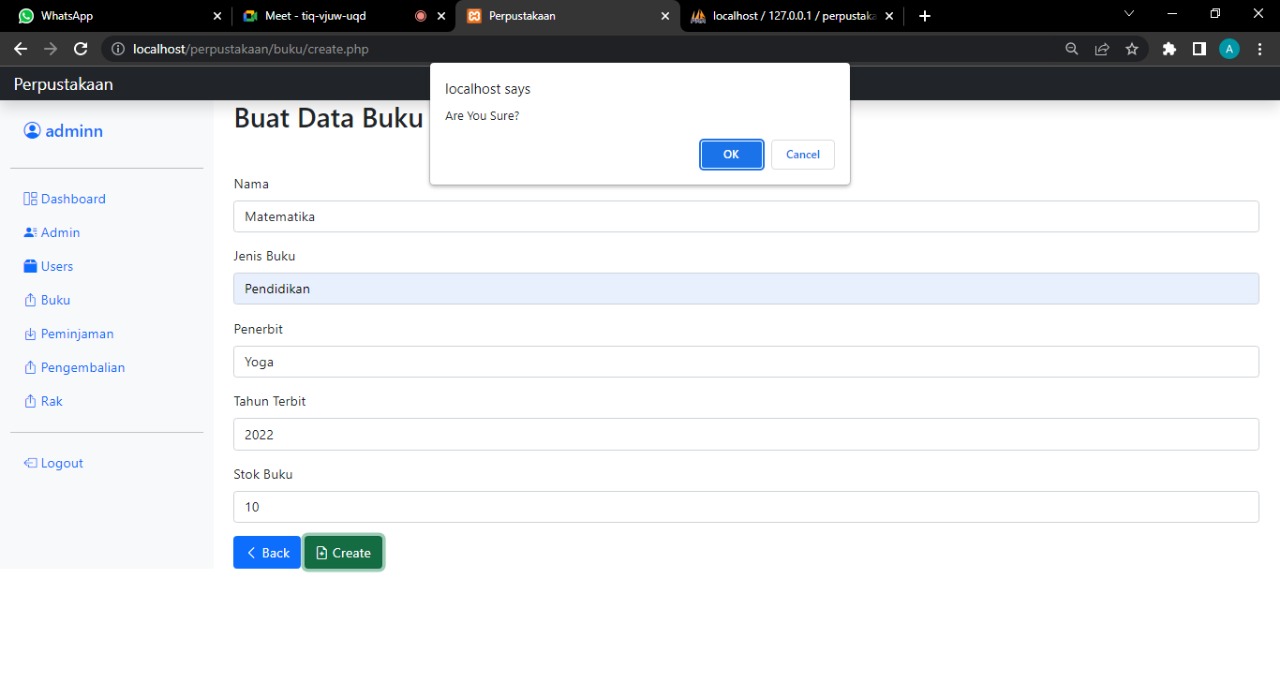 WhatsApp
Meet - tiq-vjuw-uqd
Perpustakaan
localhost / 127.0.0.1 / perpustaka
localhost/perpustakaan/buku/create.php
A
Perpustakaan
localhost says
Are You Sure?
OK
Cancel
adminn
Dashboard
Admin
Users
Buku
Peminjaman
Pengembalian
Rak
Logout
Buat Data Buku
Nama
Matematika
Jenis Buku
Pendidikan
Penerbit
Yoga
Tahun Terbit
2022
Stok Buku
10
Back
Create